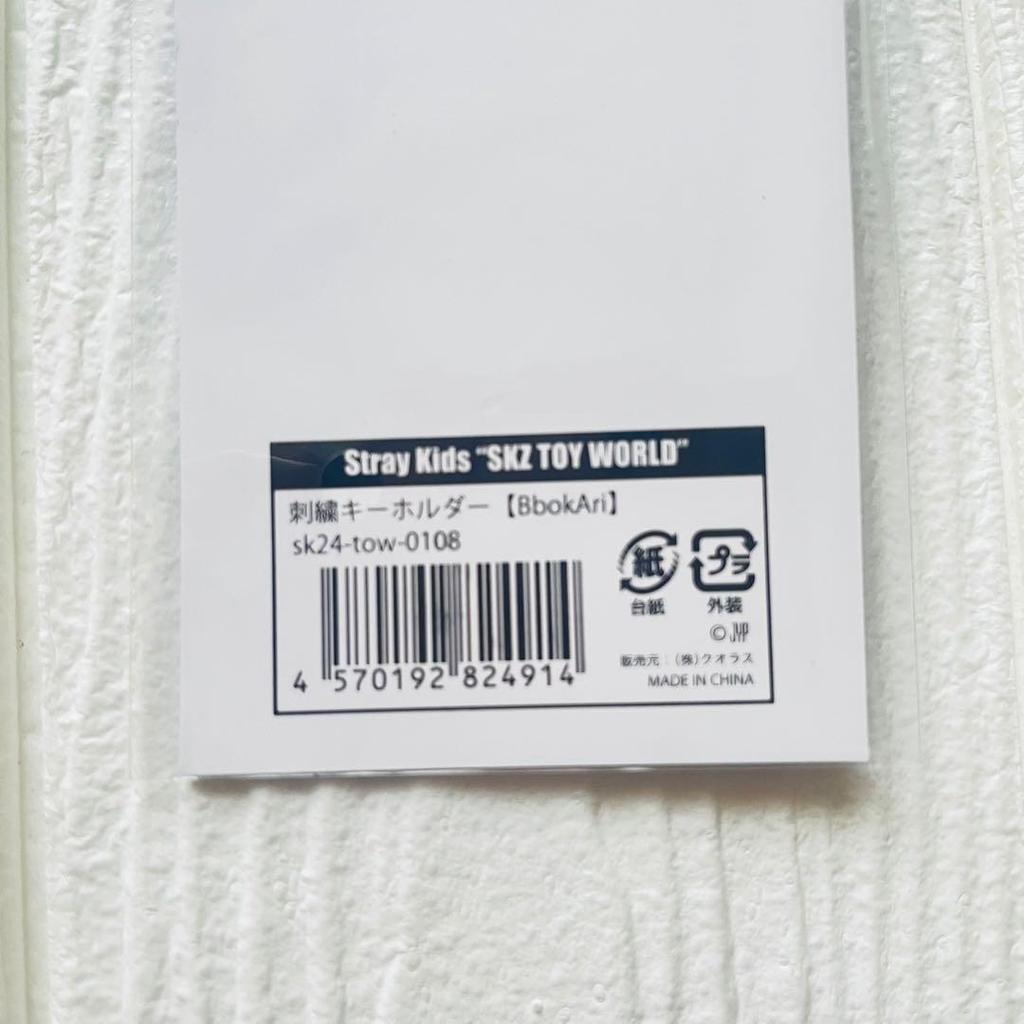 Stray Kids "SKZ TOY WORLD"
刺繍キーホルダー【BbokAri】
sk24-tow-0108
紙
プラ
台紙
外装
© JYP
販売元：(株)クオラス
MADE IN CHINA
4 570192 824914